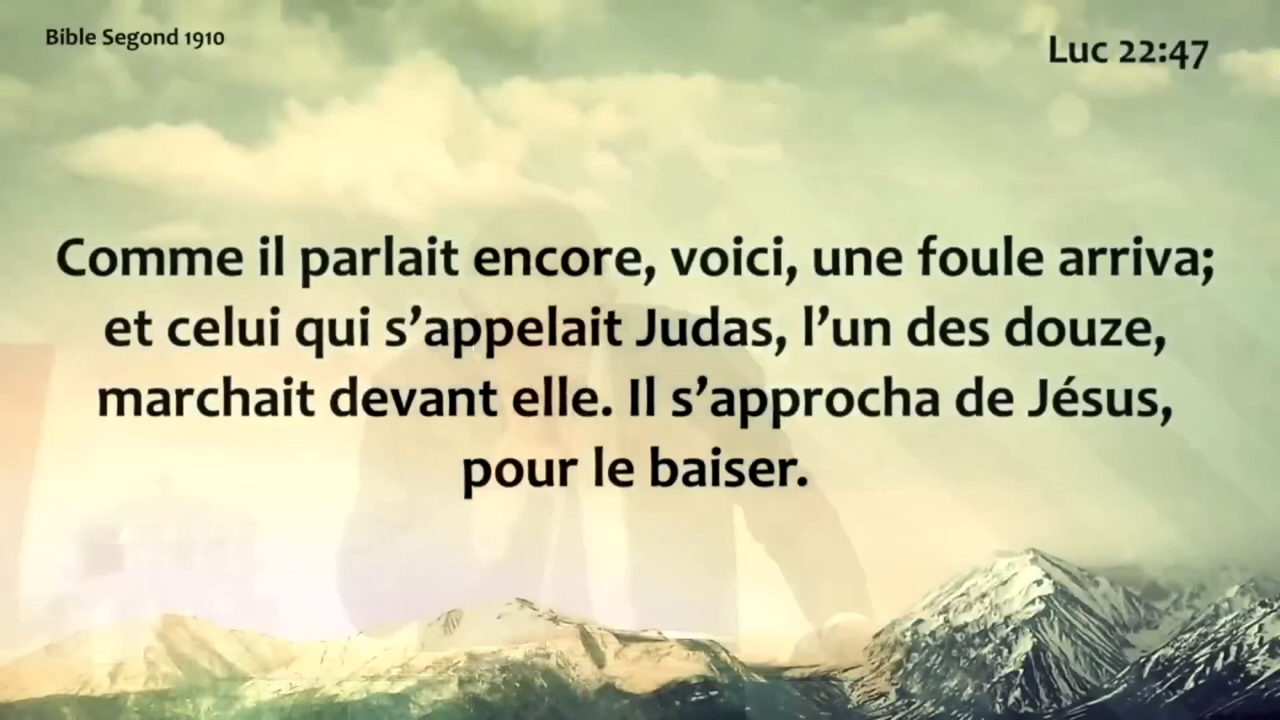 Bible Segond 1910
Luc 22:47
Comme il parlait encore, voici, une foule arriva;
et celui qui s’appelait Judas, l’un des douze,
marchait devant elle. Il s’approcha de Jésus,
pour le baiser.